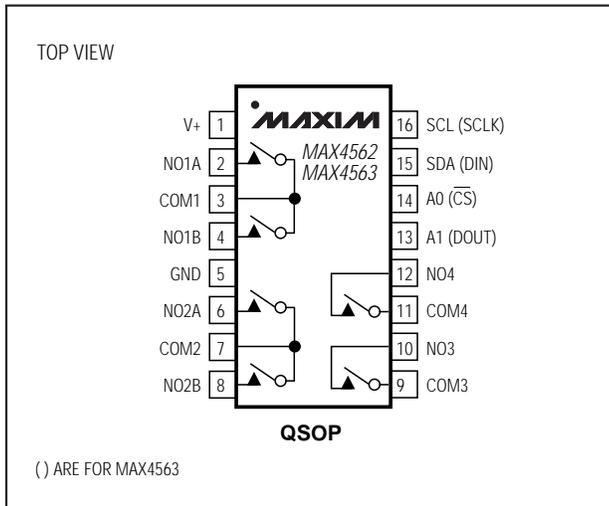 TOP VIEW
MAXIM
MAX4562
MAX4563
V+ 1
NO1A 2
COM1 3
NO1B 4
GND 5
NO2A 6
COM2 7
NO2B 8
16 SCL (SCLK)
15 SDA (DIN)
14 A0 (C̅S̅)
13 A1 (DOUT)
12 NO4
11 COM4
10 NO3
9 COM3
QSOP
( ) ARE FOR MAX4563